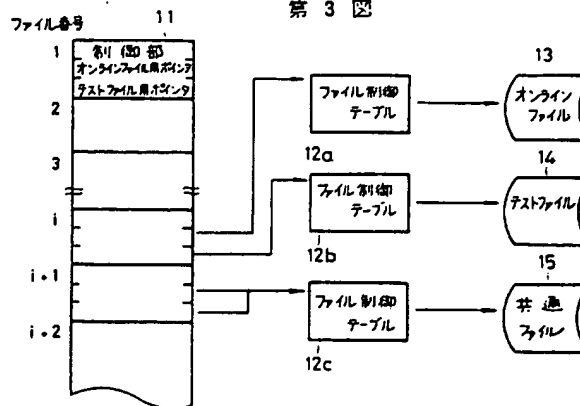 第 3 図
ファイル番号
11
1
制御部
オンラインファイル用ポインタ
テストファイル用ポインタ
2
3
i
i+1
i+2
ファイル制御
テーブル
12a
ファイル制御
テーブル
12b
ファイル制御
テーブル
12c
13
オンライン
ファイル
14
テストファイル
15
共通
ファイル